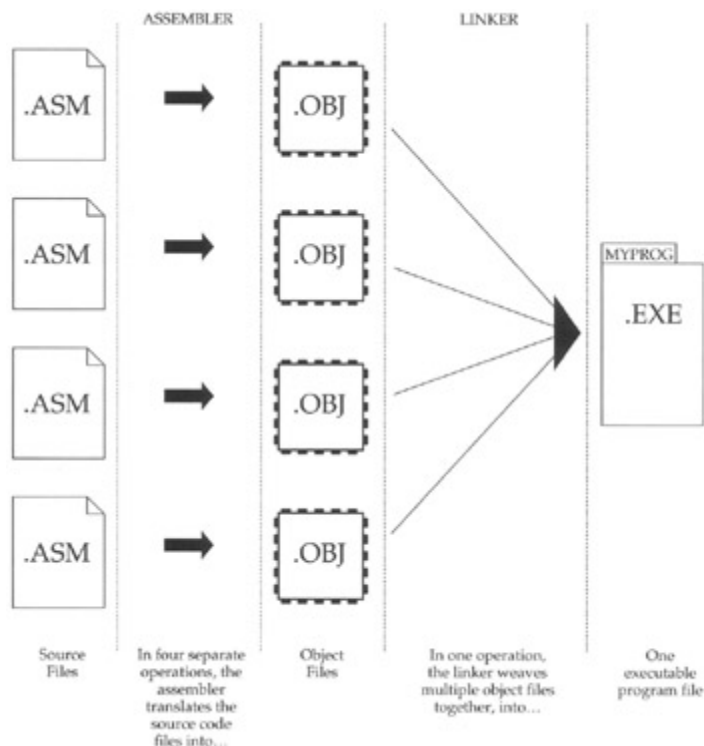 ASSEMBLER
LINKER
.ASM
.OBJ
.ASM
.OBJ
MYPROG
.EXE
.ASM
.OBJ
.ASM
.OBJ
Source
Files
In four separate
operations, the
assembler
translates the
source code
files into...
Object
Files
In one operation,
the linker weaves
multiple object files
together, into...
One
executable
program file